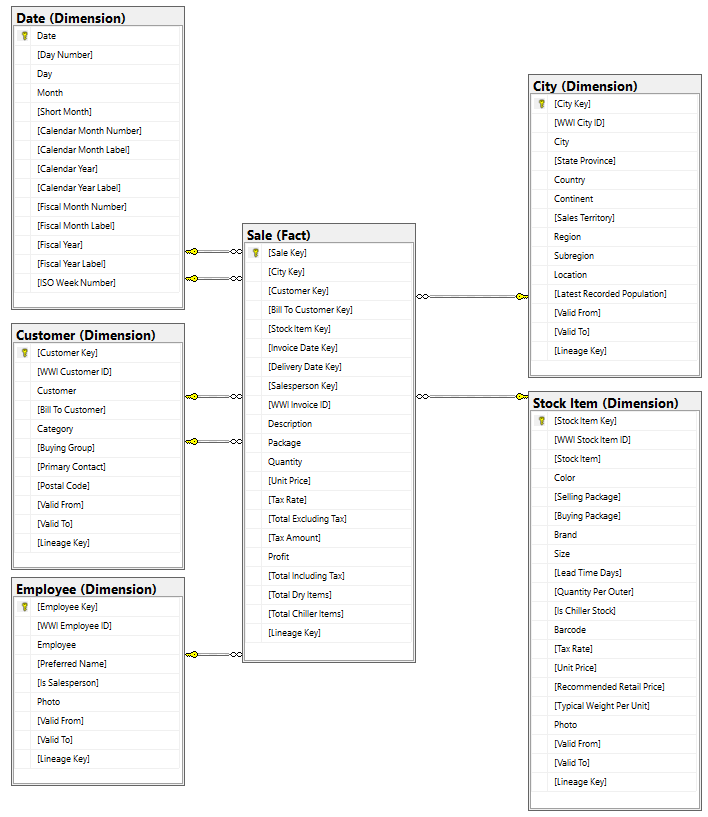 Date (Dimension)
Date
[Day Number]
Day
Month
[Short Month]
[Calendar Month Number]
[Calendar Month Label]
[Calendar Year]
[Calendar Year Label]
[Fiscal Month Number]
[Fiscal Month Label]
[Fiscal Year]
[Fiscal Year Label]
[ISO Week Number]
Customer (Dimension)
[Customer Key]
[WWI Customer ID]
Customer
[Bill To Customer]
Category
[Buying Group]
[Primary Contact]
[Postal Code]
[Valid From]
[Valid To]
[Lineage Key]
Employee (Dimension)
[Employee Key]
[WWI Employee ID]
Employee
[Preferred Name]
[Is Salesperson]
Photo
[Valid From]
[Valid To]
[Lineage Key]
Sale (Fact)
[Sale Key]
[City Key]
[Customer Key]
[Bill To Customer Key]
[Stock Item Key]
[Invoice Date Key]
[Delivery Date Key]
[Salesperson Key]
[WWI Invoice ID]
Description
Package
Quantity
[Unit Price]
[Tax Rate]
[Total Excluding Tax]
[Tax Amount]
Profit
[Total Including Tax]
[Total Dry Items]
[Total Chiller Items]
[Lineage Key]
City (Dimension)
[City Key]
[WWI City ID]
City
[State Province]
Country
Continent
[Sales Territory]
Region
Subregion
Location
[Latest Recorded Population]
[Valid From]
[Valid To]
[Lineage Key]
Stock Item (Dimension)
[Stock Item Key]
[WWI Stock Item ID]
[Stock Item]
Color
[Selling Package]
[Buying Package]
Brand
Size
[Lead Time Days]
[Quantity Per Outer]
[Is Chiller Stock]
Barcode
[Tax Rate]
[Unit Price]
[Recommended Retail Price]
[Typical Weight Per Unit]
Photo
[Valid From]
[Valid To]
[Lineage Key]